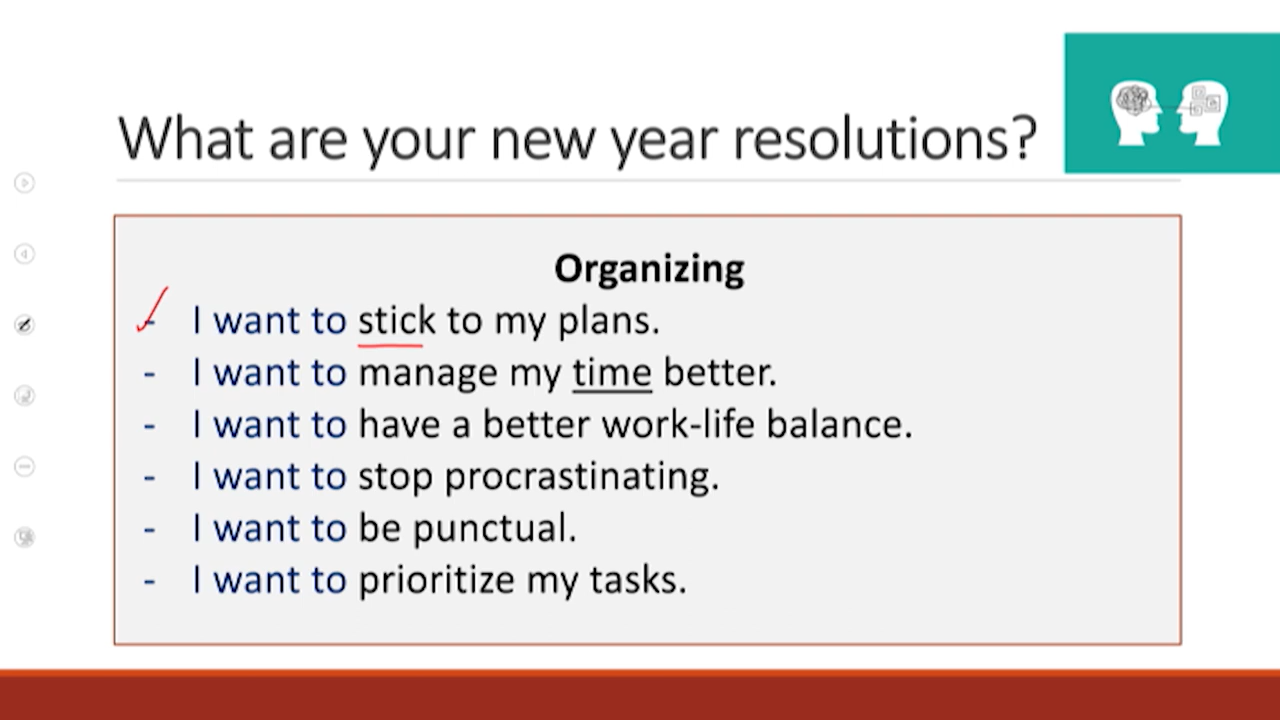 What are your new year resolutions?
Organizing
- I want to stick to my plans.
- I want to manage my time better.
- I want to have a better work-life balance.
- I want to stop procrastinating.
- I want to be punctual.
- I want to prioritize my tasks.